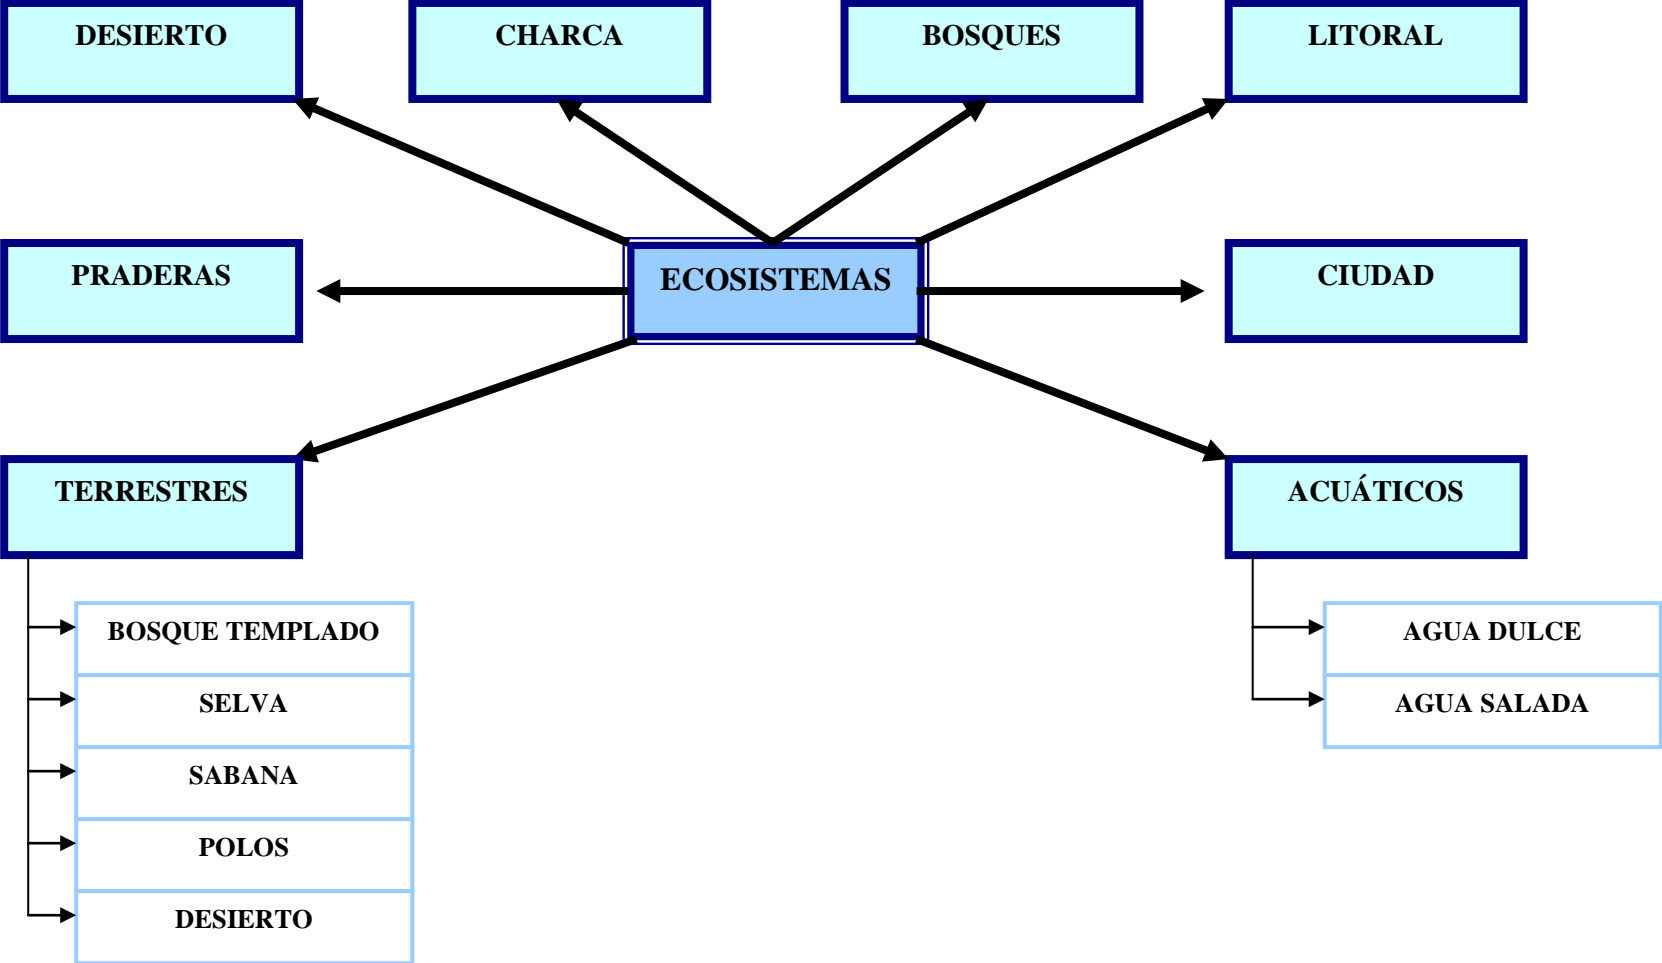 DESIERTO
CHARCA
BOSQUES
LITORAL
PRADERAS
ECOSISTEMAS
CIUDAD
TERRESTRES
ACUÁTICOS
BOSQUE TEMPLADO
SELVA
SABANA
POLOS
DESIERTO
AGUA DULCE
AGUA SALADA